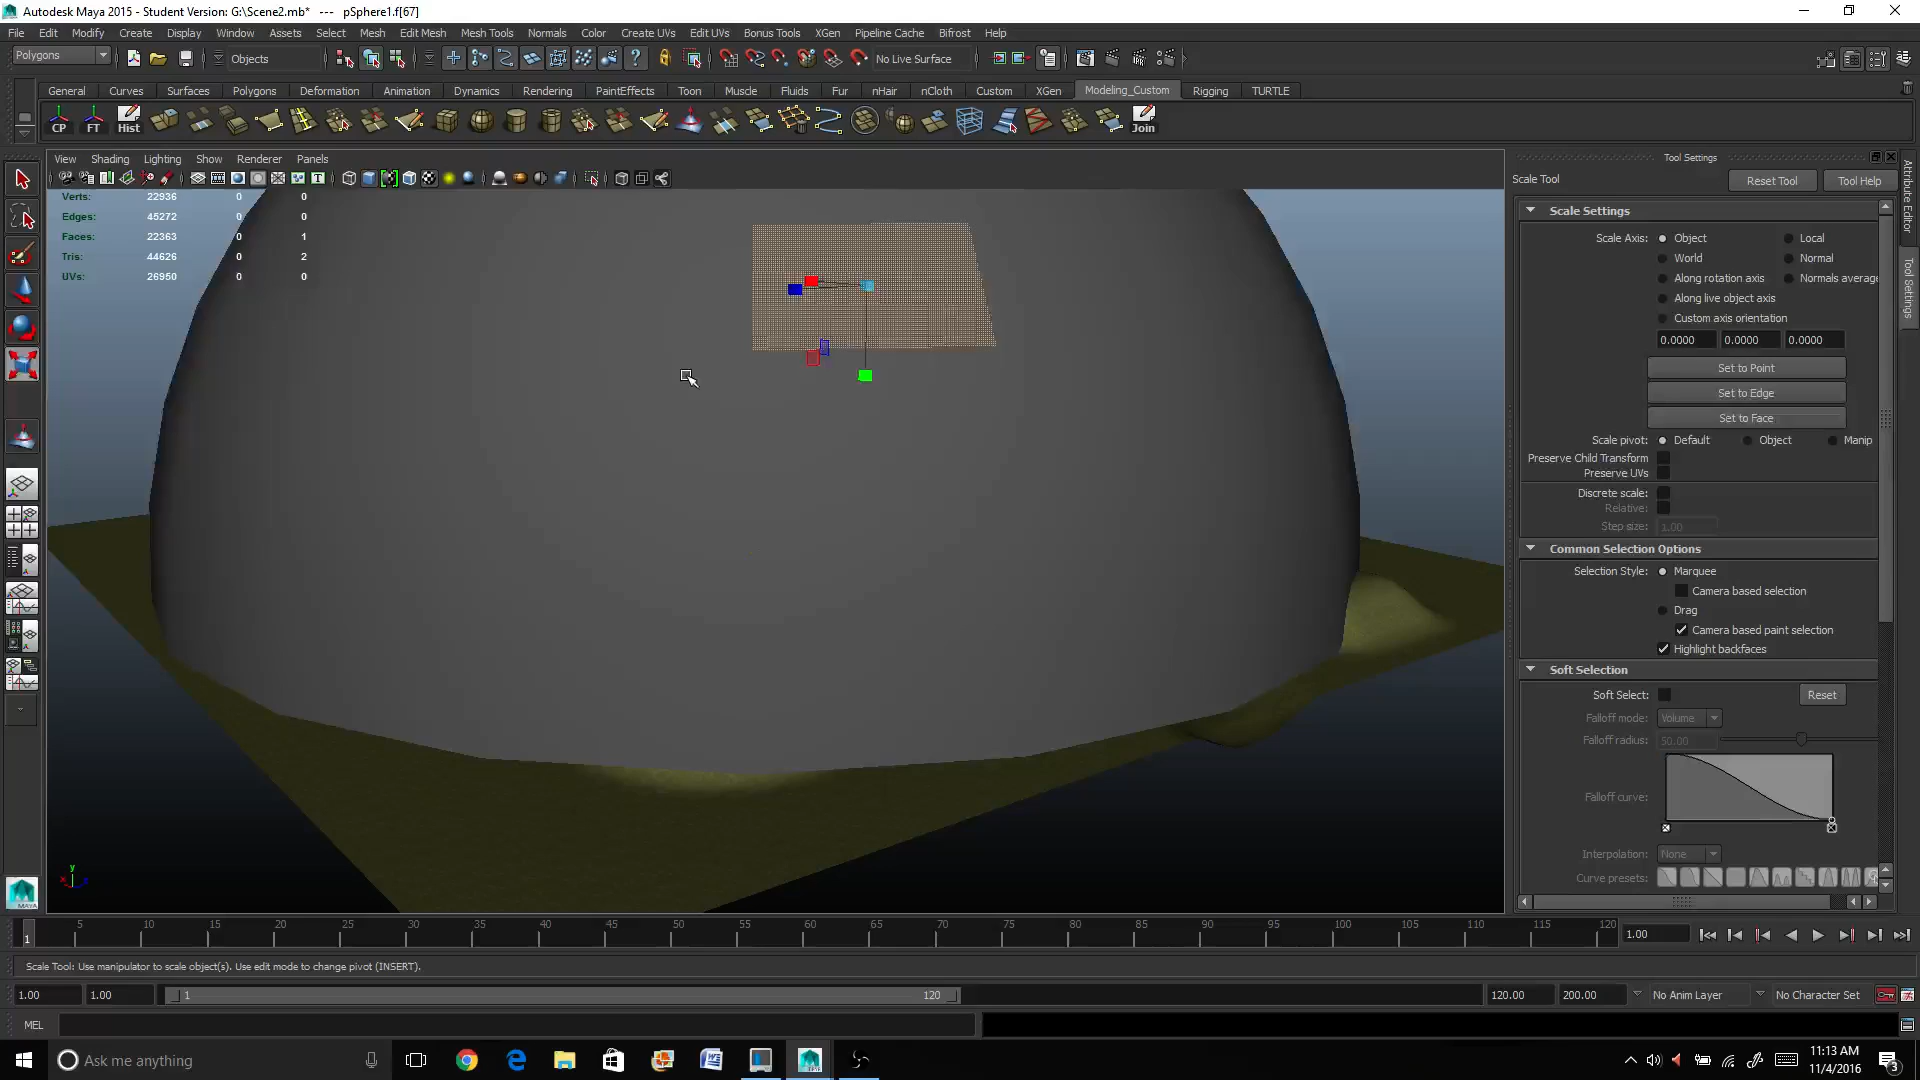 Autodesk Maya 2015 - Student Version: G:\Scene2.mb*   ---   pSphere1.f[67]
File Edit Modify Create Display Window Assets Select Mesh Edit Mesh Mesh Tools Normals Color Create UVs Edit UVs Bonus Tools XGen Pipeline Cache Bifrost Help
Polygons Objects No Live Surface
General Curves Surfaces Polygons Deformation Animation Dynamics Rendering PaintEffects Toon Muscle Fluids Fur nHair nCloth Custom XGen Modeling_Custom Rigging TURTLE
CP FT Hist Join
View Shading Lighting Show Renderer Panels
Verts: 22936 0 0
Edges: 45272 0 0
Faces: 22363 0 1
Tris: 44626 0 2
UVs: 26950 0 0
y
Tool Settings
Scale Tool Reset Tool Tool Help
Scale Settings
Scale Axis: Object Local
World Normal
Along rotation axis Normals average
Along live object axis
Custom axis orientation
0.0000 0.0000 0.0000
Set to Point
Set to Edge
Set to Face
Scale pivot: Default Object Manip
Preserve Child Transform
Preserve UVs
Discrete scale:
Relative:
Step size: 1.00
Common Selection Options
Selection Style: Marquee
Camera based selection
Drag
Camera based paint selection
Highlight backfaces
Soft Selection
Soft Select: Reset
Falloff mode: Volume
Falloff radius: 50.00
Falloff curve:
Interpolation: None
Curve presets:
Attribute Editor
Tool Settings
MAYA
1 5 10 15 20 25 30 35 40 45 50 55 60 65 70 75 80 85 90 95 100 105 110 115 120 1.00
Scale Tool: Use manipulator to scale object(s). Use edit mode to change pivot (INSERT).
1.00 1.00 1 120 120.00 200.00 No Anim Layer No Character Set
MEL
Ask me anything
11:13 AM
11/4/2016
3